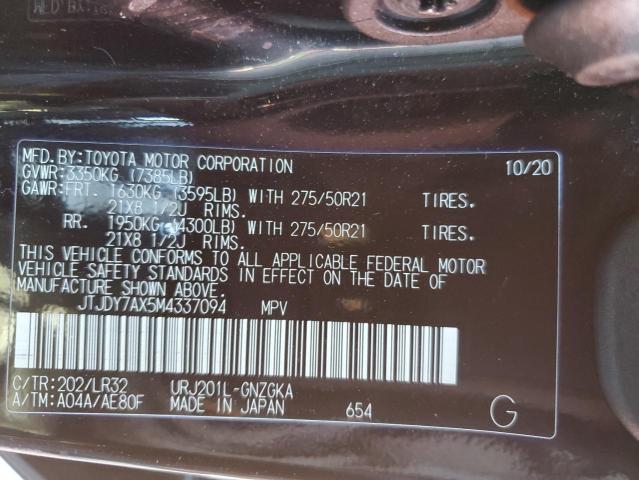 MFD. BY:TOYOTA MOTOR CORPORATION 10/20
GVWR:3350KG (7385LB)
GAWR:FRT. 1630KG (3595LB) WITH 275/50R21 TIRES.
21X8 1/2J RIMS.
RR. 1950KG (4300LB) WITH 275/50R21 TIRES.
21X8 1/2J RIMS.
THIS VEHICLE CONFORMS TO ALL APPLICABLE FEDERAL MOTOR
VEHICLE SAFETY STANDARDS IN EFFECT ON THE DATE OF
MANUFACTURE SHOWN ABOVE.
JTJDY7AX5M4337094 MPV
C/TR:202/LR32 URJ201L-GNZGKA
A/TM:A04A/AE80F MADE IN JAPAN 654 G